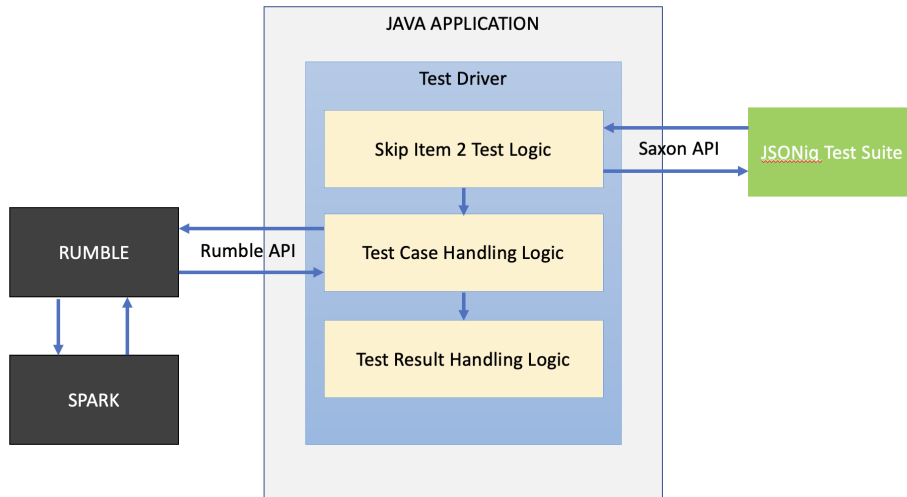 JAVA APPLICATION
Test Driver
Skip Item 2 Test Logic
Saxon API
JSONiq Test Suite
RUMBLE
Rumble API
Test Case Handling Logic
Test Result Handling Logic
SPARK